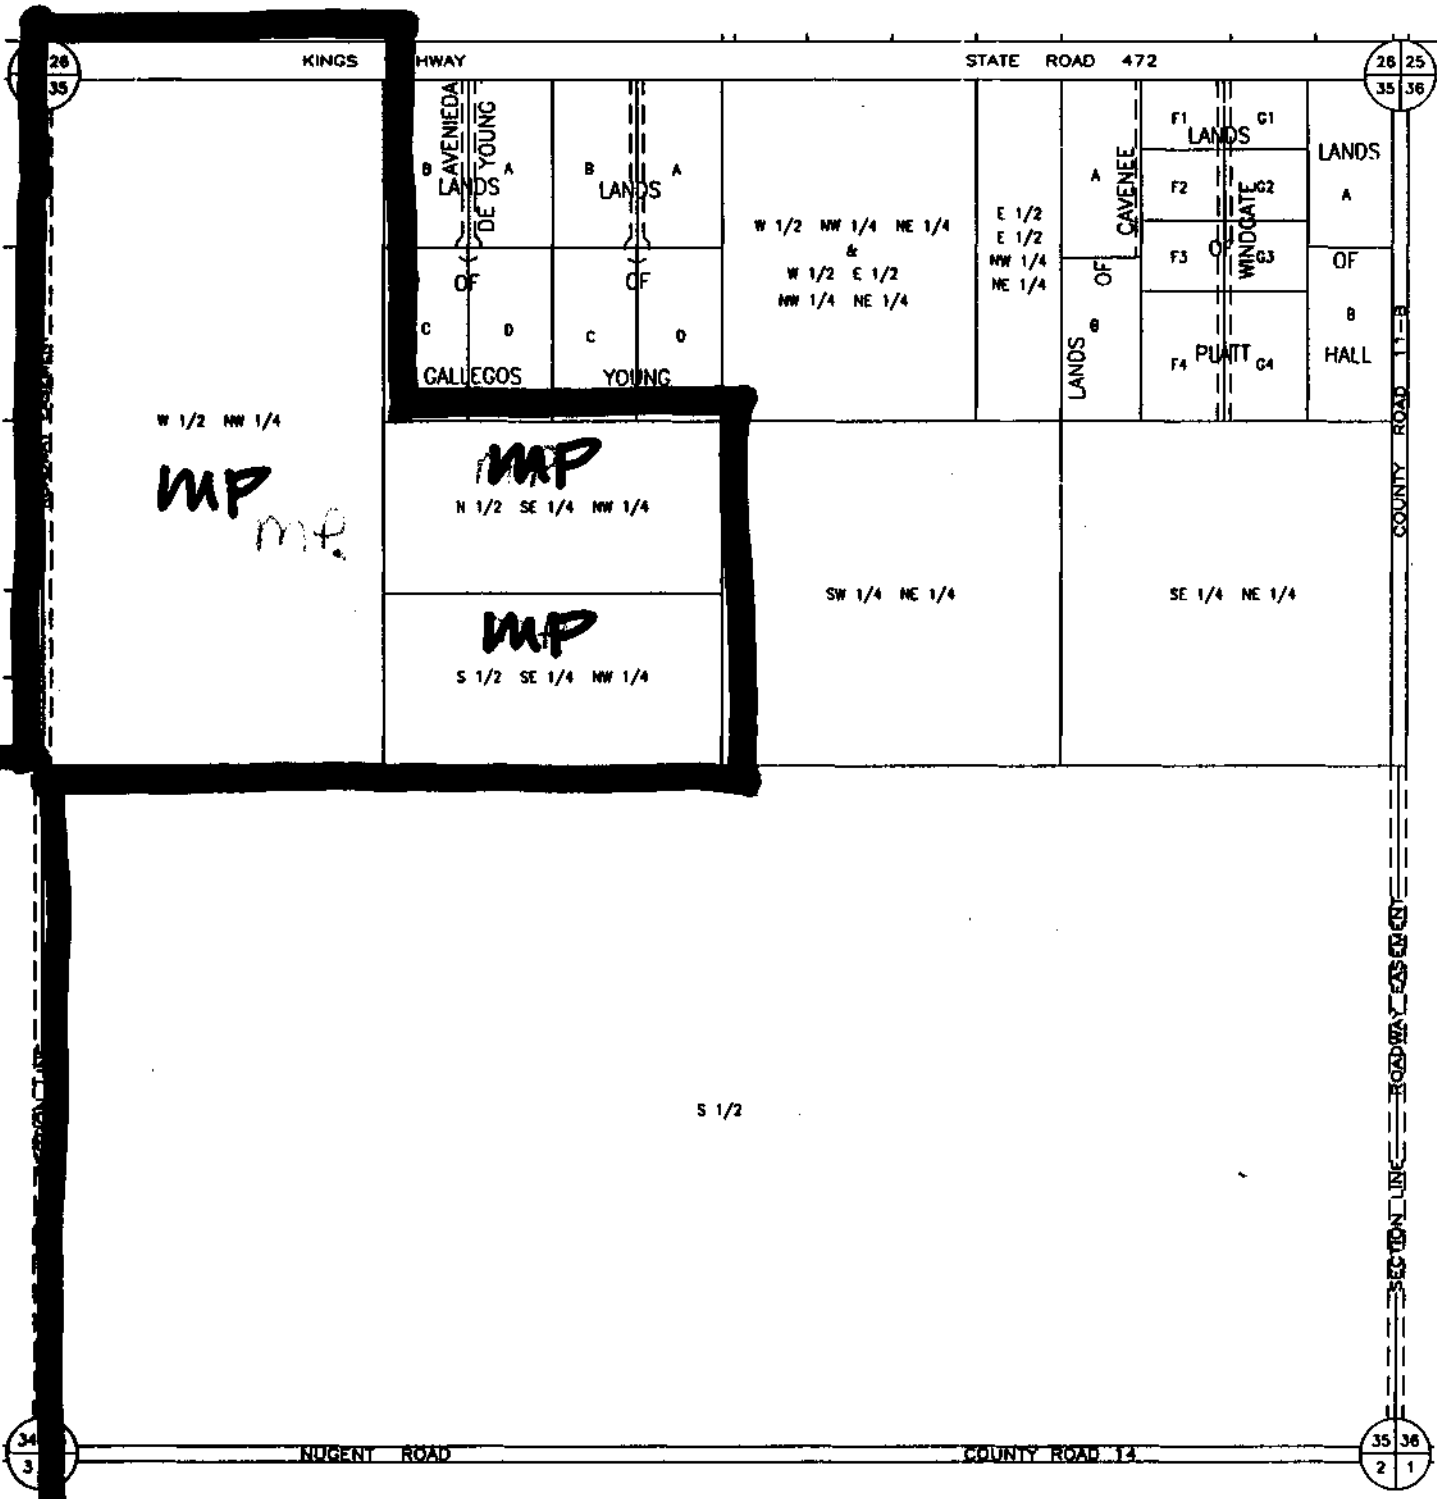 26
35
KINGS HWAY
STATE ROAD 472
26 25
35 36
AVENIEDA
DE YOUNG
B A
LANDS
OF
C D
GALLEGOS
B A
LANDS
OF
C D
YOUNG
W 1/2 NW 1/4 NE 1/4
&
W 1/2 E 1/2
NW 1/4 NE 1/4
E 1/2
E 1/2
NW 1/4
NE 1/4
A
B
LANDS OF CAVENEE
F1 G1
LANDS
F2 G2
OF
F3 G3
F4 PLATT G4
WINDGATE
LANDS
A
OF
B
HALL
COUNTY ROAD 11-B
W 1/2 NW 1/4
MP
MP.
MP
N 1/2 SE 1/4 NW 1/4
MP
S 1/2 SE 1/4 NW 1/4
SW 1/4 NE 1/4
SE 1/4 NE 1/4
S 1/2
SECTION LINE ROADWAY EASEMENT
34
3
NUGENT ROAD
COUNTY ROAD 14
35 36
2 1